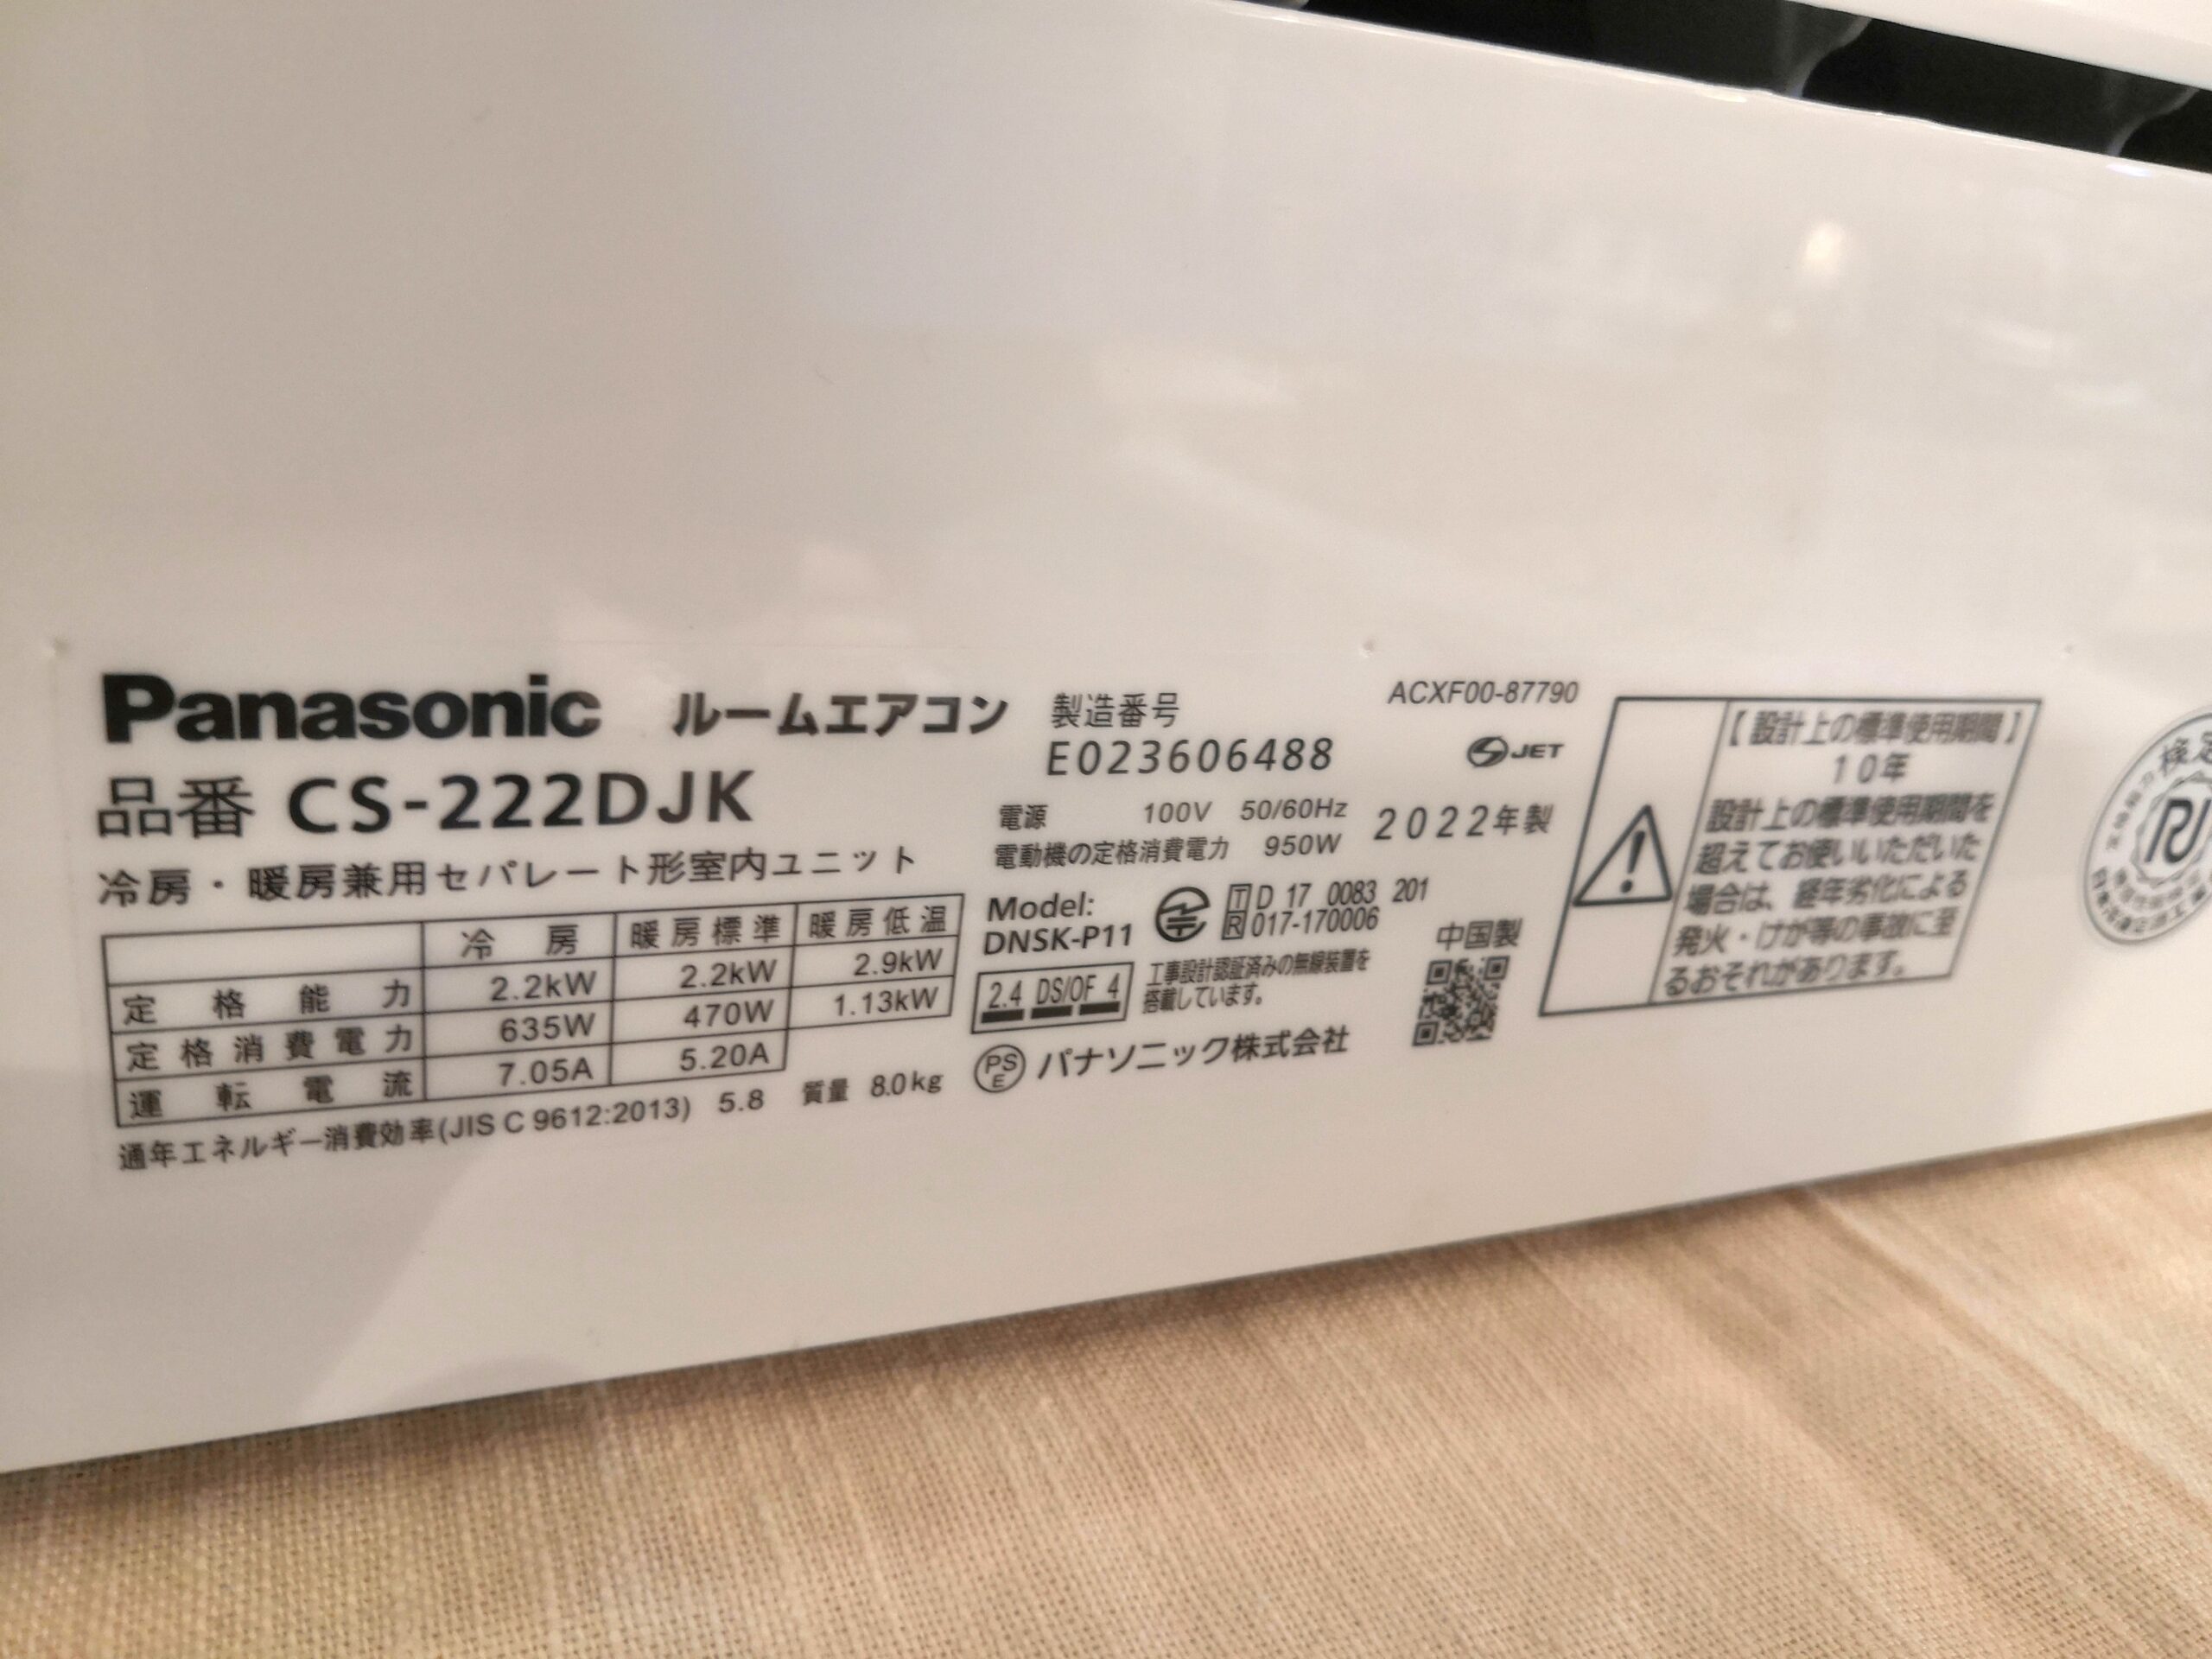 Panasonic ルームエアコン
品番 CS-222DJK
冷房・暖房兼用セパレート形室内ユニット
冷房 暖房標準 暖房低温
定格能力 2.2kW 2.2kW 2.9kW
定格消費電力 635W 470W 1.13kW
運転電流 7.05A 5.20A
通年エネルギー消費効率(JIS C 9612:2013) 5.8 質量 8.0kg
製造番号
E023606488
電源 100V 50/60Hz
電動機の定格消費電力 950W
Model:
DNSK-P11
T D 17 0083 201
R 017-170006
2.4 DS/OF 4
工事設計認証済みの無線装置を
搭載しています。
PS
E
パナソニック株式会社
ACXF00-87790
JET
2022年製
中国製
【設計上の標準使用期間】
10年
設計上の標準使用期間を
超えてお使いいただいた
場合は、経年劣化による
発火・けが等の事故に至
るおそれがあります。